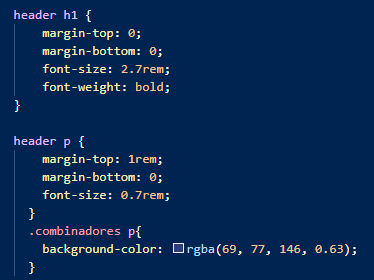 header h1 {
    margin-top: 0;
    margin-bottom: 0;
    font-size: 2.7rem;
    font-weight: bold;
}

header p {
    margin-top: 1rem;
    margin-bottom: 0;
    font-size: 0.7rem;
  }
  .combinadores p{
    background-color: rgba(69, 77, 146, 0.63);
  }